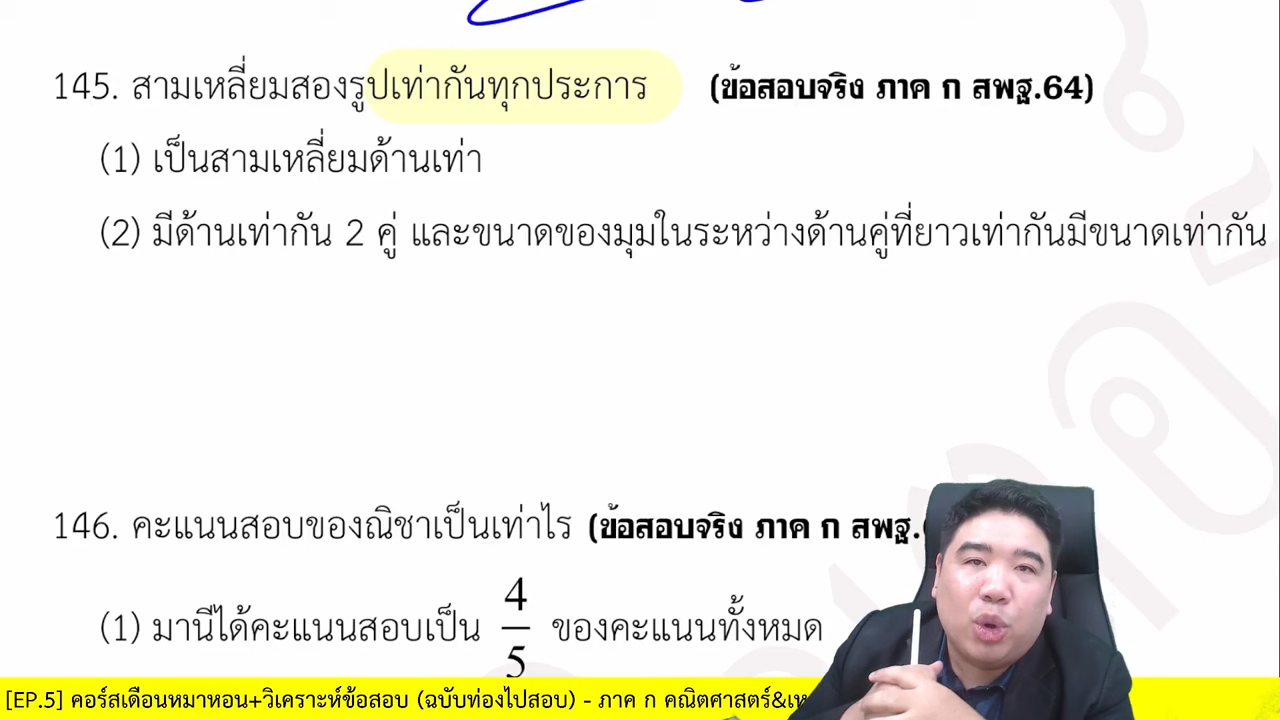 145. สามเหลี่ยมสองรูปเท่ากันทุกประการ (ข้อสอบจริง ภาค ก สพฐ.64)
(1) เป็นสามเหลี่ยมด้านเท่า
(2) มีด้านเท่ากัน 2 คู่ และขนาดของมุมในระหว่างด้านคู่ที่ยาวเท่ากันมีขนาดเท่ากัน
146. คะแนนสอบของณิชาเป็นเท่าไร (ข้อสอบจริง ภาค ก สพฐ.
(1) มานีได้คะแนนสอบเป็น 4/5 ของคะแนนทั้งหมด
[EP.5] คอร์สเดือนหมาหอน+วิเคราะห์ข้อสอบ (ฉบับท่องไปสอบ) - ภาค ก คณิตศาสตร์&เห